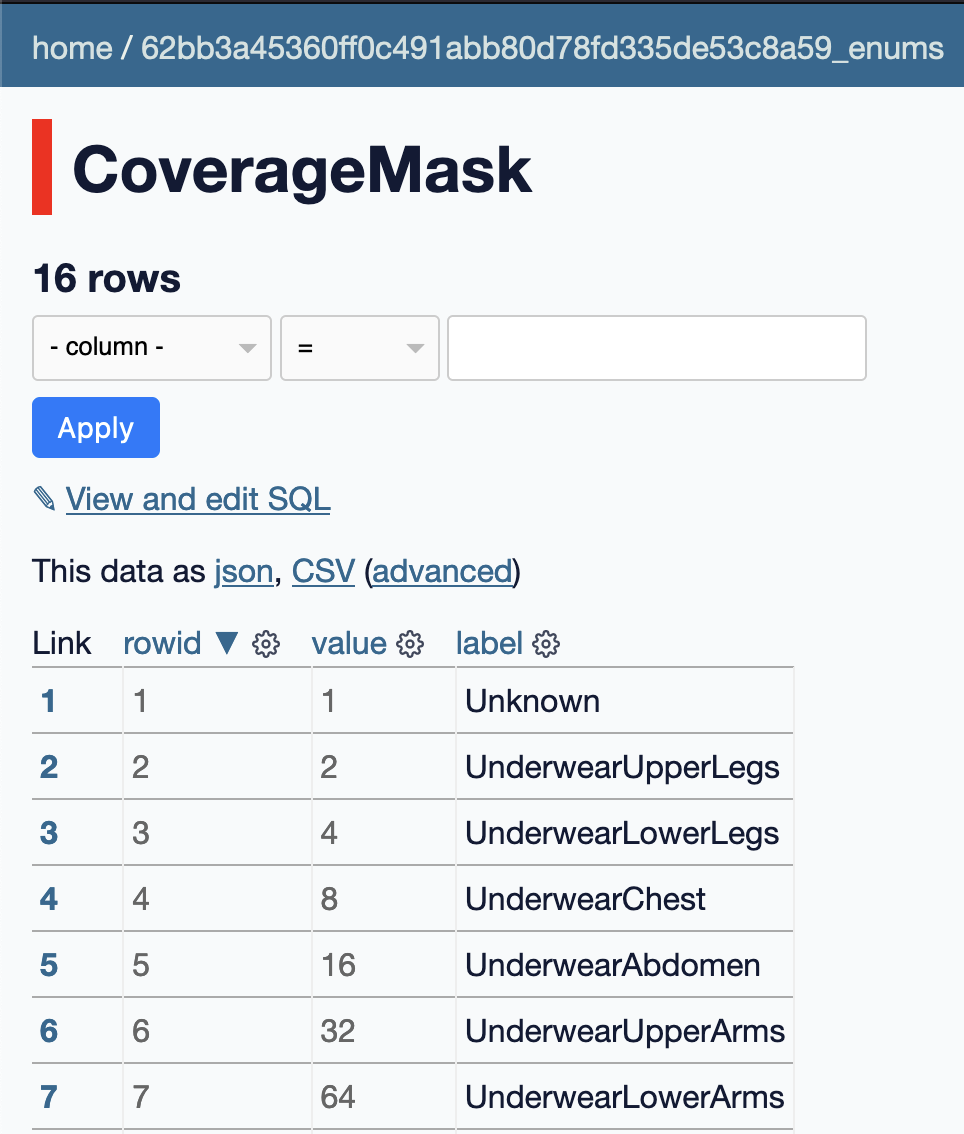 home / 62bb3a45360ff0c491abb80d78fd335de53c8a59_enums
CoverageMask
16 rows
- column - =
Apply
✎ View and edit SQL
This data as json, CSV (advanced)
Link rowid ▼ value label
1 1 1 Unknown
2 2 2 UnderwearUpperLegs
3 3 4 UnderwearLowerLegs
4 4 8 UnderwearChest
5 5 16 UnderwearAbdomen
6 6 32 UnderwearUpperArms
7 7 64 UnderwearLowerArms